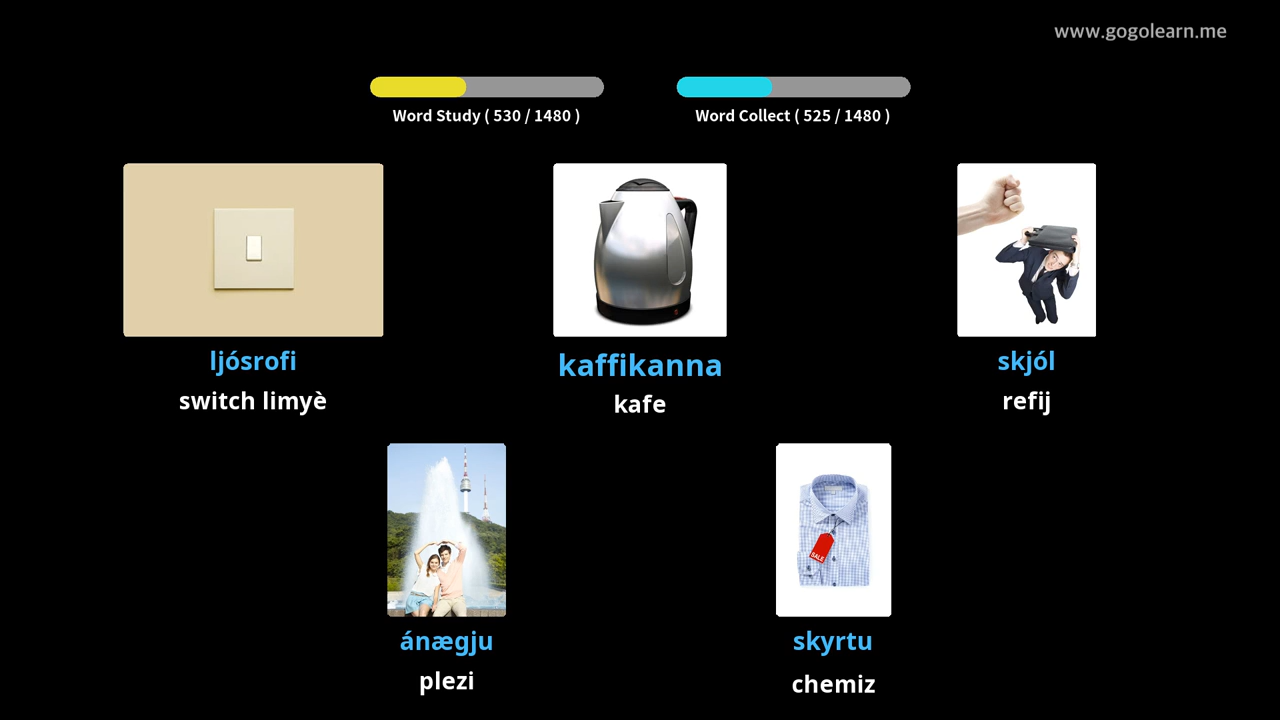 www.gogolearn.me
Word Study ( 530 / 1480 )
Word Collect ( 525 / 1480 )
ljósrofi
switch limyè
kaffikanna
kafe
skjól
refij
ánægju
plezi
SALE
skyrtu
chemiz